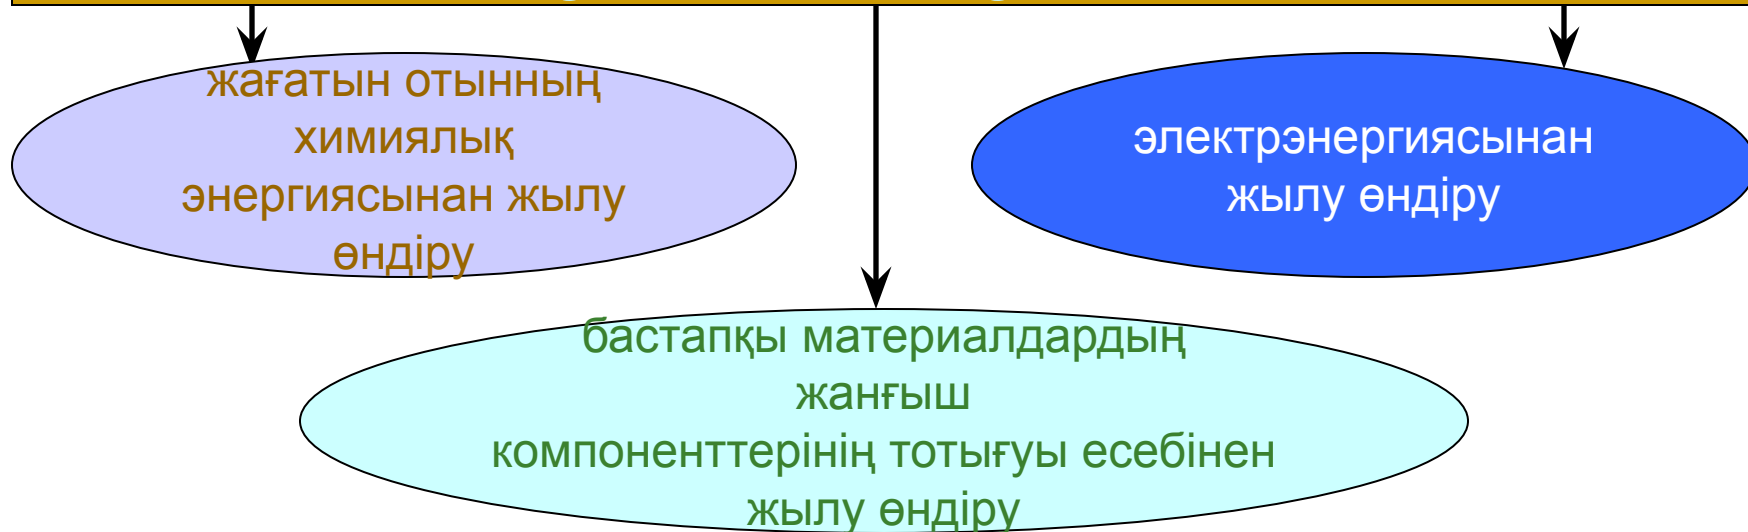 жағатын отынның
химиялық
энергиясынан жылу
өндіру
электрэнергиясынан
жылу өндіру
бастапқы материалдардың
жанғыш
компоненттерінің тотығуы есебінен
жылу өндіру